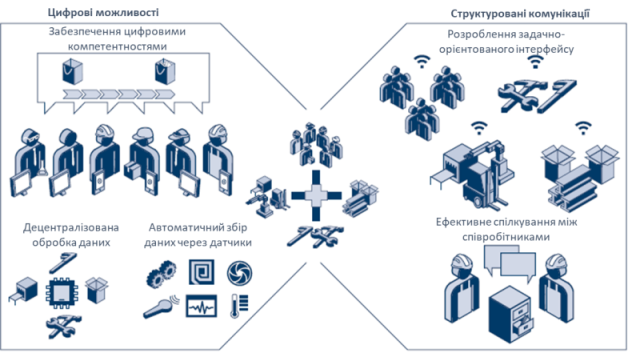 Цифрові можливості
Забезпечення цифровими
компетентностями
Децентралізована
обробка даних
Автоматичний збір
даних через датчики
Структуровані комунікації
Розроблення задачно-
орієнтованого інтерфейсу
Ефективне спілкування між
співробітниками